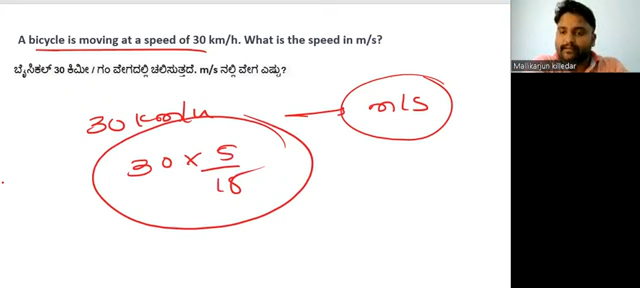 A bicycle is moving at a speed of 30 km/h. What is the speed in m/s?
ಬೈಸಿಕಲ್ 30 ಕಿಮೀ / ಗಂ ವೇಗದಲ್ಲಿ ಚಲಿಸುತ್ತದೆ. m/s ನಲ್ಲಿ ವೇಗ ಎಷ್ಟು?
30 km/h
m/s
30 × 5/18
Mallikarjun killedar